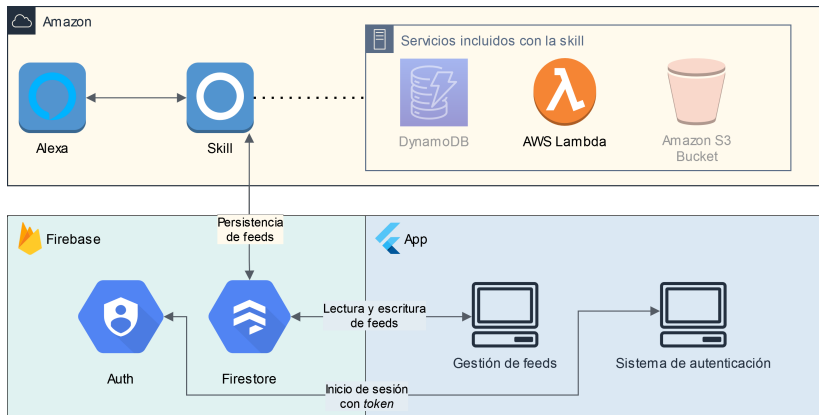 Amazon
Servicios incluidos con la skill
Alexa
Skill
DynamoDB
AWS Lambda
Amazon S3
Bucket
Persistencia
de feeds
Firebase
App
Lectura y escritura
de feeds
Auth
Firestore
Gestión de feeds
Sistema de autenticación
Inicio de sesión
con token